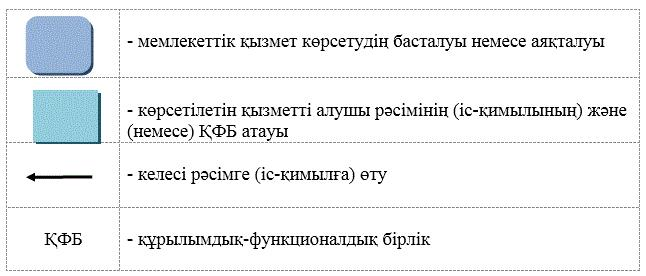 - мемлекеттік қызмет көрсетудің басталуы немесе аяқталуы
- көрсетілетін қызметті алушы рәсімінің (іс-қимылының) және
(немесе) ҚФБ атауы
- келесі рәсімге (іс-қимылға) өту
ҚФБ - құрылымдық-функционалдық бірлік